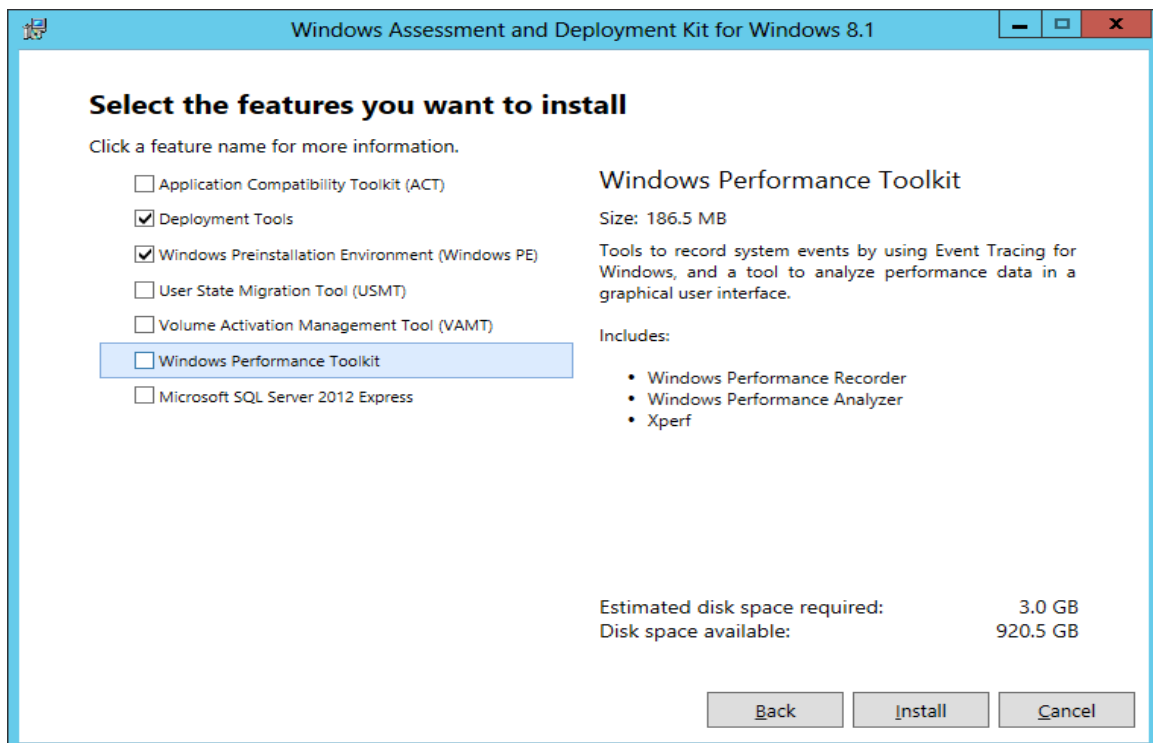 Windows Assessment and Deployment Kit for Windows 8.1
Select the features you want to install
Click a feature name for more information.
Application Compatibility Toolkit (ACT)
Deployment Tools
Windows Preinstallation Environment (Windows PE)
User State Migration Tool (USMT)
Volume Activation Management Tool (VAMT)
Windows Performance Toolkit
Microsoft SQL Server 2012 Express
Windows Performance Toolkit
Size: 186.5 MB
Tools to record system events by using Event Tracing for
Windows, and a tool to analyze performance data in a
graphical user interface.
Includes:
• Windows Performance Recorder
• Windows Performance Analyzer
• Xperf
Estimated disk space required: 3.0 GB
Disk space available: 920.5 GB
Back Install Cancel